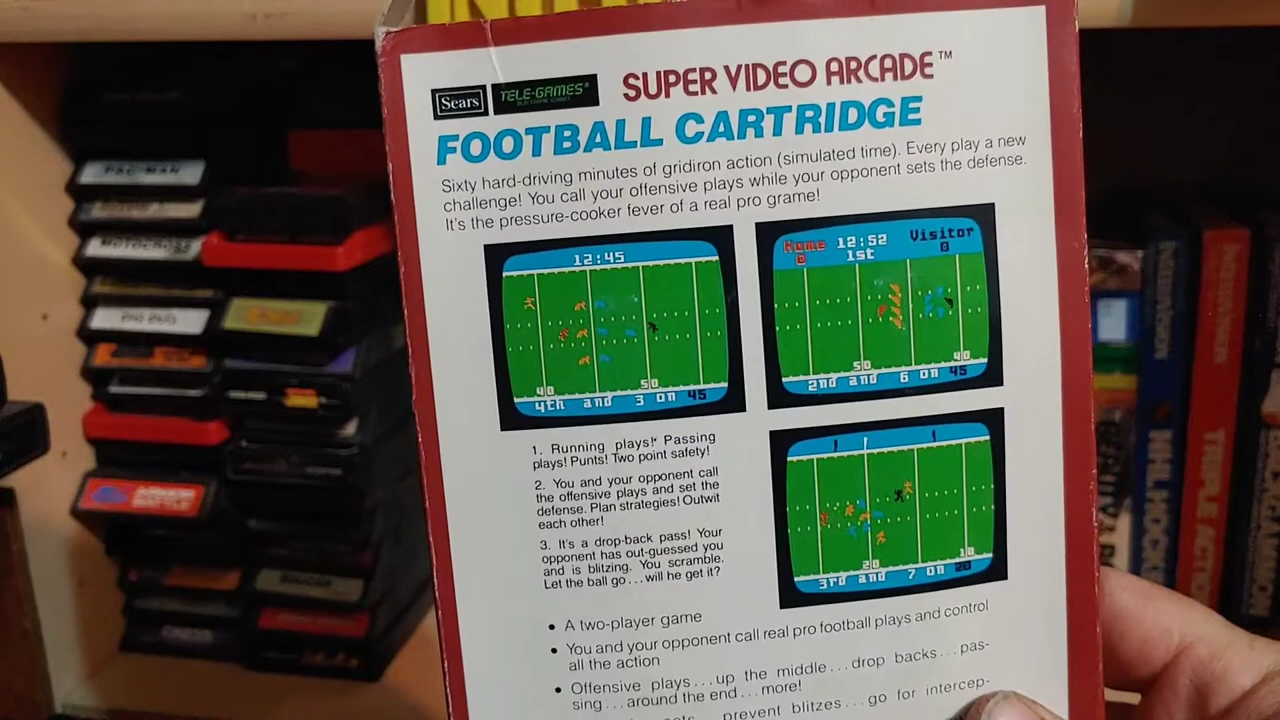 Sears
TELE-GAMES®
SUPER VIDEO ARCADE™
FOOTBALL CARTRIDGE
Sixty hard-driving minutes of gridiron action (simulated time). Every play a new
challenge! You call your offensive plays while your opponent sets the defense.
It's the pressure-cooker fever of a real pro grame!
12:45
40 50
4th and 3 on 45
Home 12:52 Visitor
0 1st 0
50 40
2nd and 6 on 45
1. Running plays! Passing
plays! Punts! Two point safety!
2. You and your opponent call
the offensive plays and set the
defense. Plan strategies! Outwit
each other!
3. It's a drop-back pass! Your
opponent has out-guessed you
and is blitzing. You scramble.
Let the ball go...will he get it?
20 10
3rd and 7 on 20
• A two-player game
• You and your opponent call real pro football plays and control
all the action
• Offensive plays...up the middle...drop backs...pas-
sing...around the end...more!
prevent blitzes...go for intercep-
PAC-MAN
MOTOCROSS
DIG DUG
ARMOR
BATTLE
NHL HOCKEY
TRIPLE ACTION